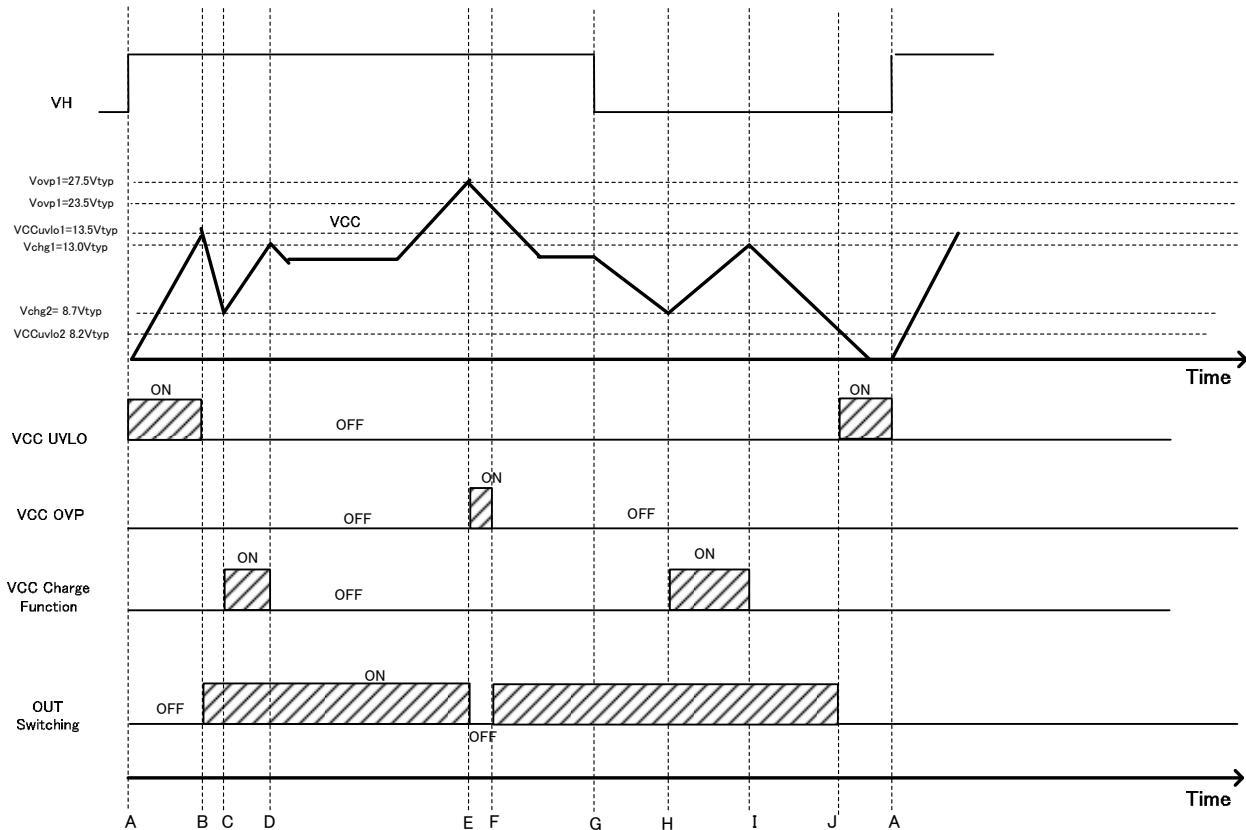 VH
Vovp1=27.5Vtyp
Vovp1=23.5Vtyp
VCCuvlo1=13.5Vtyp
VCC
Vchg1=13.0Vtyp
Vchg2= 8.7Vtyp
VCCuvlo2 8.2Vtyp
Time
ON
ON
OFF
VCC UVLO
ON
VCC OVP
OFF
OFF
ON
ON
VCC Charge
Function
OFF
ON
OUT
Switching
OFF
OFF
Time
A B C D E F G H I J A